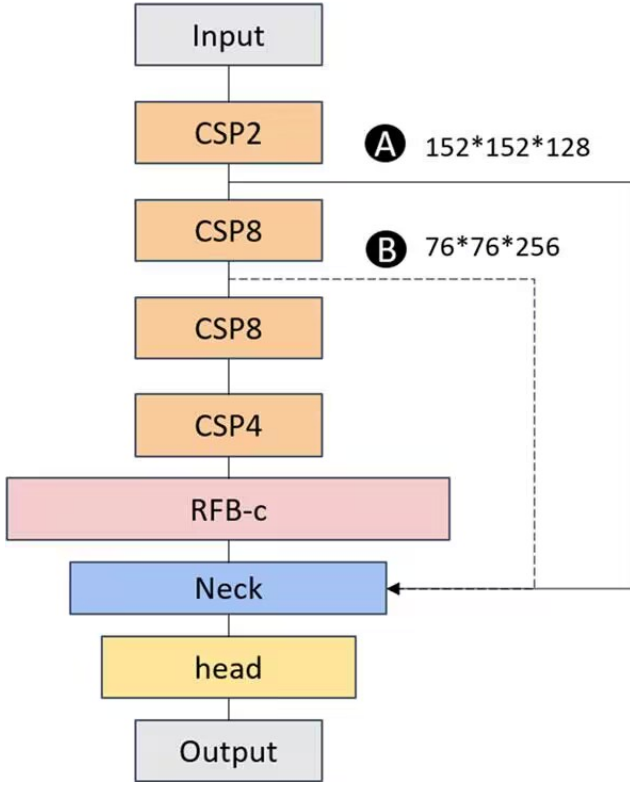 Input
CSP2
A 152*152*128
CSP8
B 76*76*256
CSP8
CSP4
RFB-c
Neck
head
Output